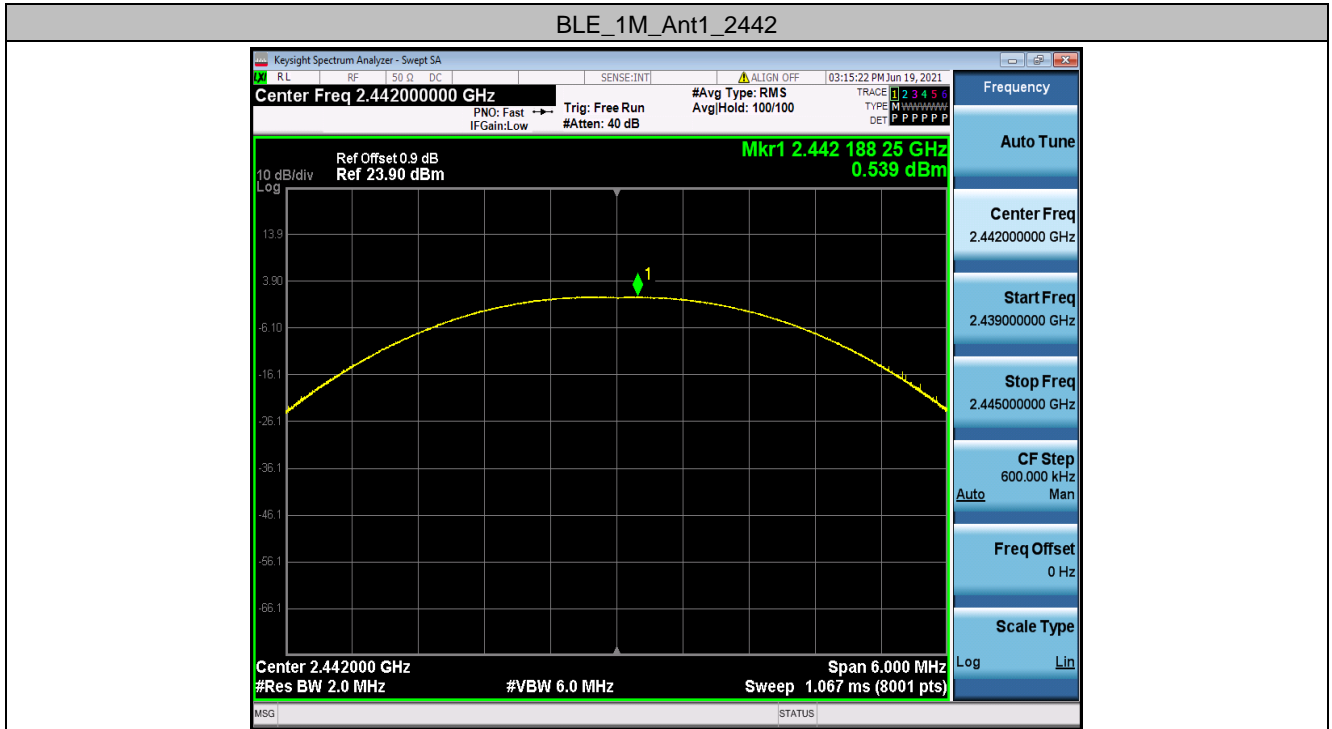 BLE_1M_Ant1_2442
Keysight Spectrum Analyzer - Swept SA
LXI RL RF 50 Ω DC SENSE:INT ALIGN OFF 03:15:22 PM Jun 19, 2021
Center Freq 2.442000000 GHz
PNO: Fast
IFGain:Low
Trig: Free Run
#Atten: 40 dB
#Avg Type: RMS
Avg|Hold: 100/100
TRACE 1 2 3 4 5 6
TYPE M WWWWW
DET P P P P P P
Mkr1 2.442 188 25 GHz
0.539 dBm
Ref Offset 0.9 dB
10 dB/div Ref 23.90 dBm
Log
13.9
3.90
-6.10
-16.1
-26.1
-36.1
-46.1
-56.1
-66.1
1
Center 2.442000 GHz Span 6.000 MHz
#Res BW 2.0 MHz #VBW 6.0 MHz Sweep 1.067 ms (8001 pts)
MSG STATUS
Frequency
Auto Tune
Center Freq
2.442000000 GHz
Start Freq
2.439000000 GHz
Stop Freq
2.445000000 GHz
CF Step
600.000 kHz
Auto Man
Freq Offset
0 Hz
Scale Type
Log Lin